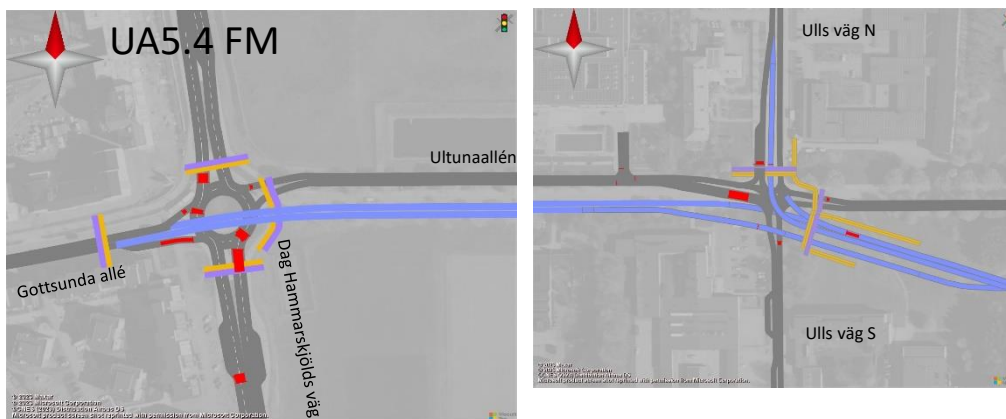 UA5.4 FM
Ultunaallén
Gottsunda allé
Dag Hammarskjölds väg
Ulls väg N
Ulls väg S